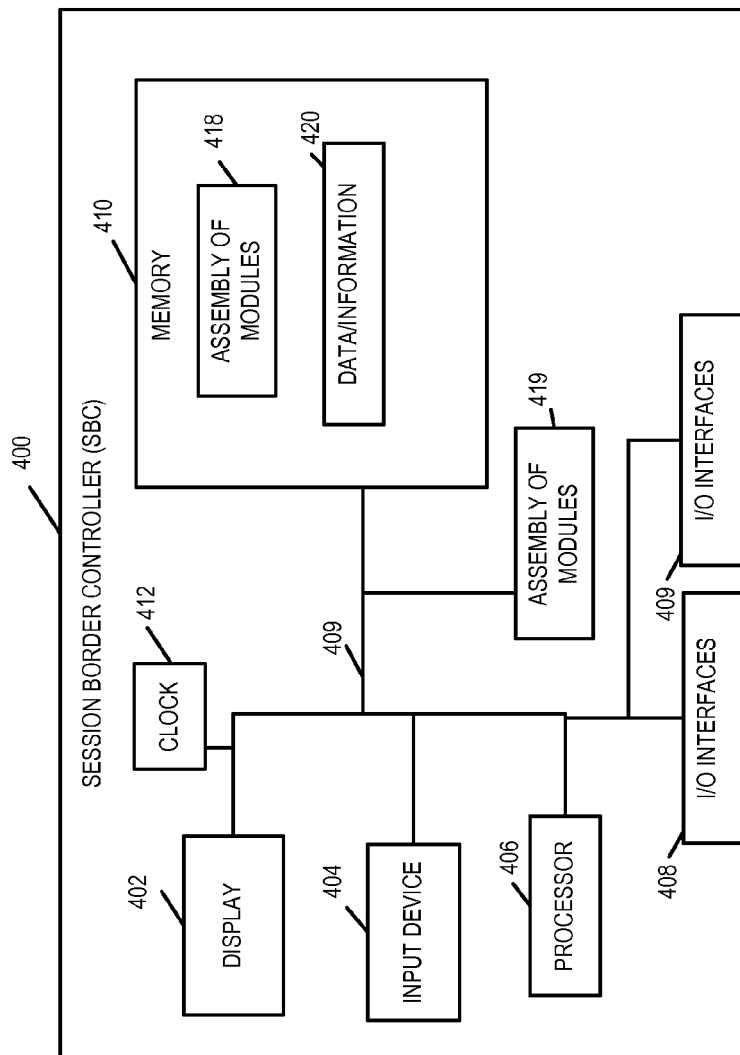 400
SESSION BORDER CONTROLLER (SBC)
402
DISPLAY
412
CLOCK
410
MEMORY
418
ASSEMBLY OF
MODULES
420
DATA/INFORMATION
404
INPUT DEVICE
409
406
PROCESSOR
419
ASSEMBLY OF
MODULES
408
I/O INTERFACES
409
I/O INTERFACES